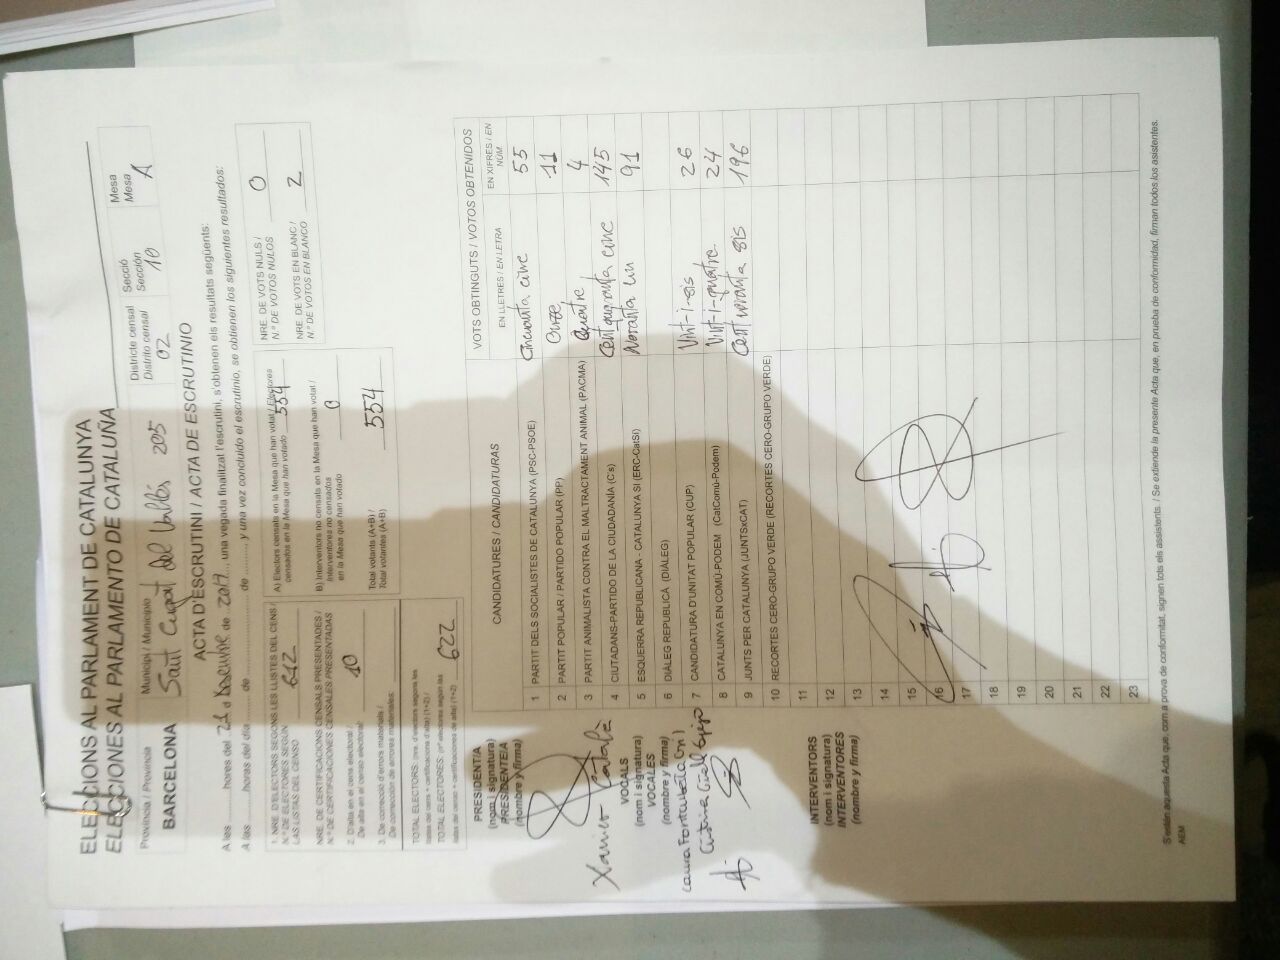 ELECCIONS AL PARLAMENT DE CATALUNYA
ELECCIONES AL PARLAMENTO DE CATALUÑA
Província / Provincia
BARCELONA
Municipi / Municipio
Sant Cugat del Vallès 205
Districte censal
Distrito censal
02
Secció
Sección
10
Mesa
Mesa
A
ACTA D'ESCRUTINI / ACTA DE ESCRUTINIO
A les ........ hores del 21 d desembre de 2017, una vegada finalitzat l'escrutini, s'obtenen els resultats següents:
A las ........ horas del día ........ de ........ de ........ y una vez concluido el escrutinio, se obtienen los siguientes resultados:
1. NRE. D'ELECTORS SEGONS LES LLISTES DEL CENS /
N.º DE ELECTORES SEGÚN
LAS LISTAS DEL CENSO
612
NRE. DE CERTIFICACIONS CENSALS PRESENTADES /
N.º DE CERTIFICACIONES CENSALES PRESENTADAS
2. D'alta en el cens electoral /
De alta en el censo electoral
10
3. De correcció d'errors materials /
De corrección de errores materiales
TOTAL ELECTORS: (nre. d'electors segons les
llistes del cens + certificacions d'alta) (1+2) /
TOTAL ELECTORES: (nº electores según las
listas del censo + certificaciones de alta) (1+2)
622
A) Electors censats en la Mesa que han votat / Electores
censados en la Mesa que han votado 554
B) Interventors no censats en la Mesa que han votat /
Interventores no censados
en la Mesa que han votado
0
Total votants (A+B) /
Total votantes (A+B)
554
NRE. DE VOTS NULS /
N.º DE VOTOS NULOS
0
NRE. DE VOTS EN BLANC /
N.º DE VOTOS EN BLANCO
2
CANDIDATURES / CANDIDATURAS
VOTS OBTINGUTS / VOTOS OBTENIDOS
EN LLETRES / EN LETRA
EN XIFRES / EN NÚM.
1 PARTIT DELS SOCIALISTES DE CATALUNYA (PSC-PSOE) Cincuanta cinc 55
2 PARTIT POPULAR / PARTIDO POPULAR (PP) Onze 11
3 PARTIT ANIMALISTA CONTRA EL MALTRACTAMENT ANIMAL (PACMA) Quatre 4
4 CIUTADANS-PARTIDO DE LA CIUDADANÍA (C's) Cent quaranta cinc 145
5 ESQUERRA REPUBLICANA - CATALUNYA SÍ (ERC-CatSí) Noranta un 91
6 DIÀLEG REPUBLICÀ (DIÀLEG)
7 CANDIDATURA D'UNITAT POPULAR (CUP) Vint-i-sis 26
8 CATALUNYA EN COMÚ-PODEM (CatComú-Podem) Vint-i-quatre 24
9 JUNTS PER CATALUNYA (JUNTSxCAT) Cent noranta sis 196
10 RECORTES CERO-GRUPO VERDE (RECORTES CERO-GRUPO VERDE)
11
12
13
14
15
16
17
18
19
20
21
22
23
PRESIDENTIA
(nom i signatura)
PRESIDENTE/A
(nombre y firma)
Xavier Català
VOCALS
(nom i signatura)
VOCALES
(nombre y firma)
Laura
Cristina
INTERVENTORS
(nom i signatura)
INTERVENTORES
(nombre y firma)
S'estén aquesta Acta que, com a prova de conformitat, signen tots els assistents. / Se extiende la presente Acta que, en prueba de conformidad, firman todos los asistentes.
AEM